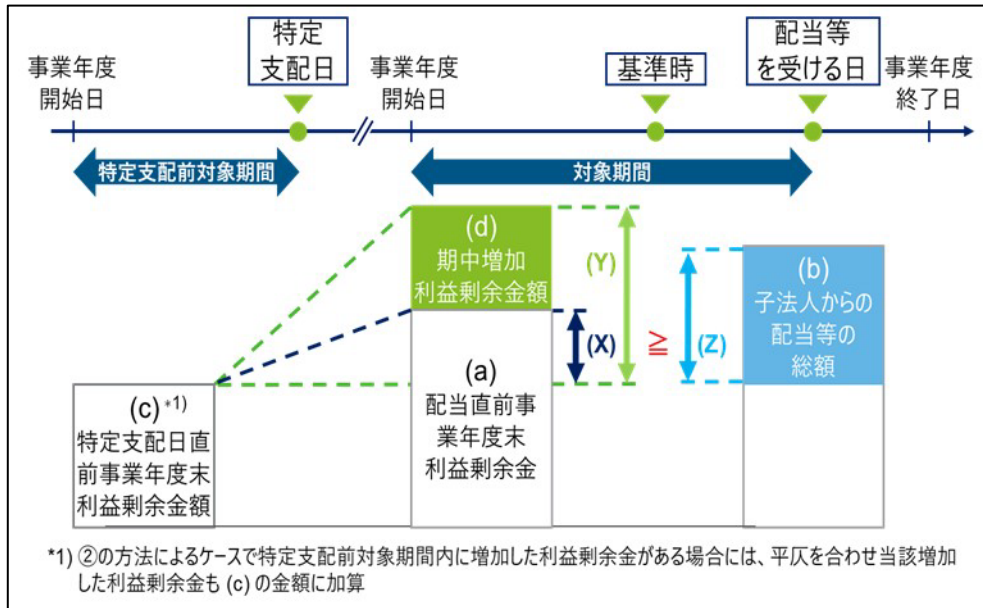 特定
支配日
配当等
を受ける日
事業年度
開始日
事業年度
開始日
基準時
事業年度
終了日
特定支配前対象期間
対象期間
(d)
期中増加
利益剰余金額
(Y)
(b)
子法人からの
配当等の
総額
(X)
≧
(Z)
(a)
配当直前事
業年度末
利益剰余金
(c) *1)
特定支配日直
前事業年度末
利益剰余金額
*1) ②の方法によるケースで特定支配前対象期間内に増加した利益剰余金がある場合には、平仄を合わせ当該増加
した利益剰余金も (c) の金額に加算